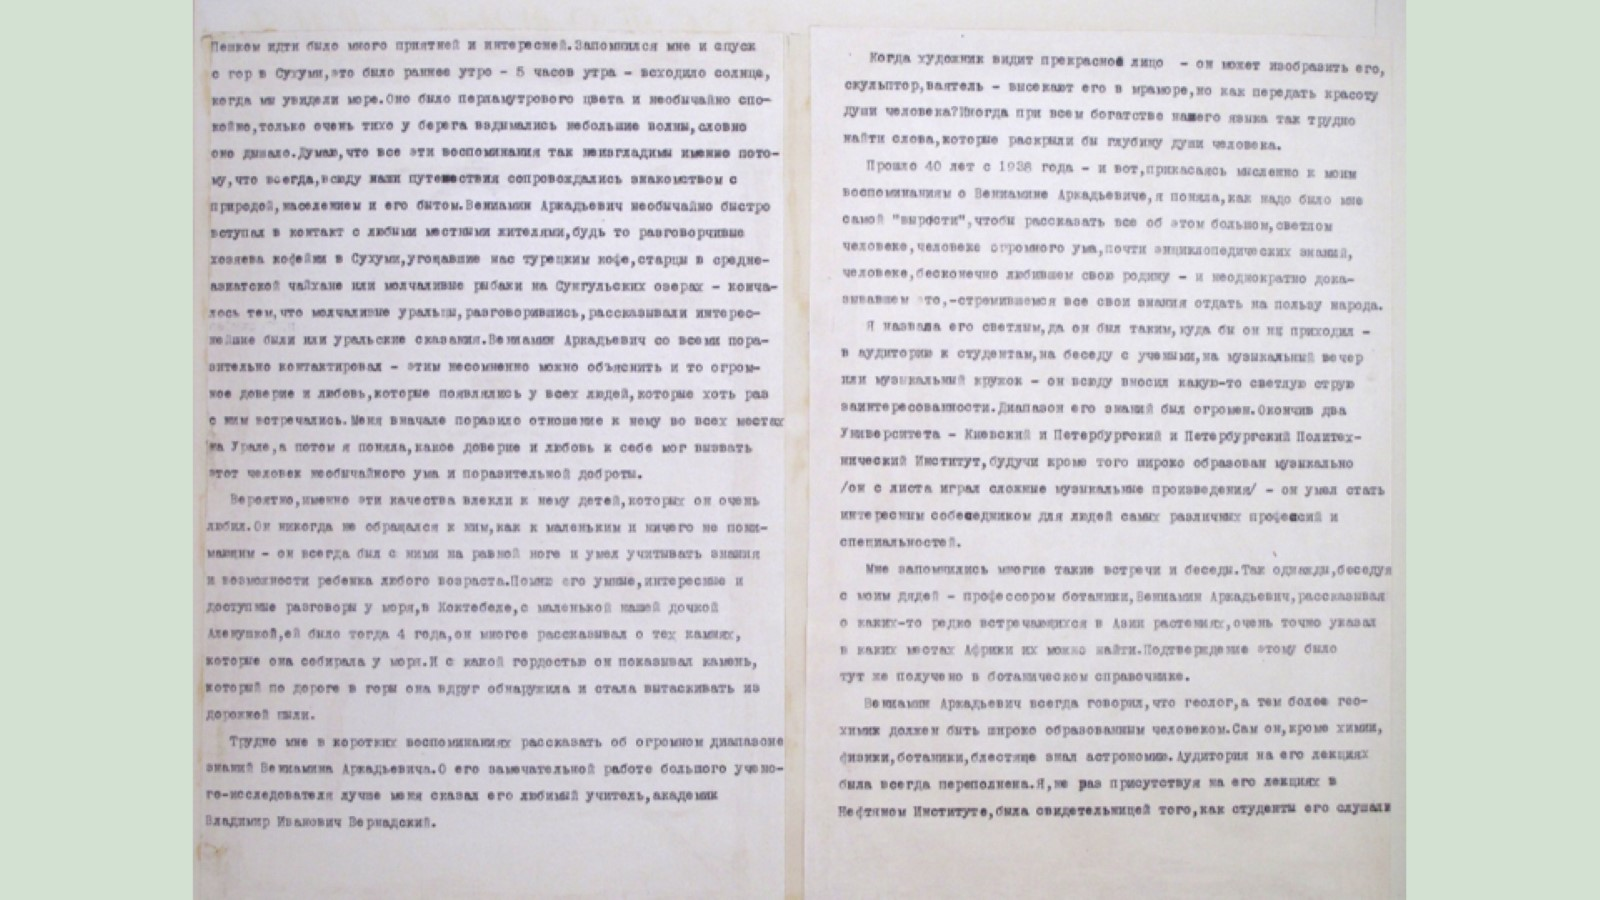 Пешком идти было много приятней и интересней.Запомнился мне и спуск
с гор в Сухуми,это было раннее утро - 5 часов утра - всходило солнце,
когда мы увидели море.Оно было перламутрового цвета и необычайно спо-
койно,только очень тихо у берега вздымались небольшие волны,словно
оно дышало.Думаю,что все эти воспоминания так неизгладимы именно пото-
му,что всегда,всюду наши путешествия сопровождались знакомством с
природой,населением и его бытом.Вениамин Аркадьевич необычайно быстро
вступал в контакт с любыми местными жителями,будь то разговорчивые
хозяева кофейни в Сухуми,угощавшие нас турецким кофе,старцы в средне-
азиатской чайхане или молчаливые рыбаки на Сунгульских озерах - конча-
лось тем,что молчаливые уральцы,разговорившись,рассказывали интерес-
нейшие были или уральские сказания.Вениамин Аркадьевич со всеми пора-
зительно контактировал - этим несомненно можно объяснить и то огром-
ное доверие и любовь,которые появлялись у всех людей,которые хоть раз
с ним встречались.Меня вначале поразило отношение к нему во всех местах
на Урале,а потом я поняла,какое доверие и любовь к себе мог вызвать
этот человек необычайного ума и поразительной доброты.
Вероятно,именно эти качества влекли к нему детей,которых он очень
любил.Он никогда не обращался к ним,как к маленьким и ничего не пони-
мающим - он всегда был с ними на равной ноге и умел учитывать знания
и возможности ребенка любого возраста.Помню его умные,интересные и
доступные разговоры у моря,в Коктебеле,с маленькой нашей дочкой
Аленушкой,ей было тогда 4 года,он многое рассказывал о тех камнях,
которые она собирала у моря.И с какой гордостью он показывал камень,
который по дороге в горы она вдруг обнаружила и стала вытаскивать из
дорожной пыли.
Трудно мне в коротких воспоминаниях рассказать об огромном диапазоне
знаний Вениамина Аркадьевича.О его замечательной работе большого учено-
го-исследователя лучше меня сказал его любимый учитель,академик
Владимир Иванович Вернадский.
Когда художник видит прекрасное лицо - он может изобразить его,
скульптор,ваятель - высекают его в мраморе,но как передать красоту
души человека?Иногда при всем богатстве нашего языка так трудно
найти слова,которые раскрыли бы глубину души человека.
Прошло 40 лет с 1938 года - и вот,прикасаясь мысленно к моим
воспоминаниям о Вениамине Аркадьевиче,я поняла,как надо было мне
самой "вырости",чтобы рассказать все об этом большом,светлом
человеке,человеке огромного ума,почти энциклопедических знаний,
человеке,бесконечно любившем свою родину - и неоднократно дока-
зывавшем это,-стремившемся все свои знания отдать на пользу народа.
Я назвала его светлым,да он был таким,куда бы он ни приходил -
в аудиторию к студентам,на беседу с учеными,на музыкальный вечер
или музыкальный кружок - он всюду вносил какую-то светлую струю
заинтересованности.Диапазон его знаний был огромен.Окончив два
Университета - Киевский и Петербургский и Петербургский Политех-
нический Институт,будучи кроме того широко образован музыкально
/он с листа играл сложные музыкальные произведения/ - он умел стать
интересным собеседником для людей самых различных профессий и
специальностей.
Мне запомнились многие такие встречи и беседы.Так однажды,беседуя
с моим дядей - профессором ботаники,Вениамин Аркадьевич,рассказывая
о каких-то редко встречающихся в Азии растениях,очень точно указал
в каких местах Африки их можно найти.Подтверждение этому было
тут же получено в ботаническом справочнике.
Вениамин Аркадьевич всегда говорил,что геолог,а тем более гео-
химик должен быть широко образованным человеком.Сам он,кроме химии,
физики,ботаники,блестяще знал астрономию.Аудитория на его лекциях
была всегда переполнена.Я,не раз присутствуя на его лекциях в
Нефтяном Институте,была свидетельницей того,как студенты его слушали